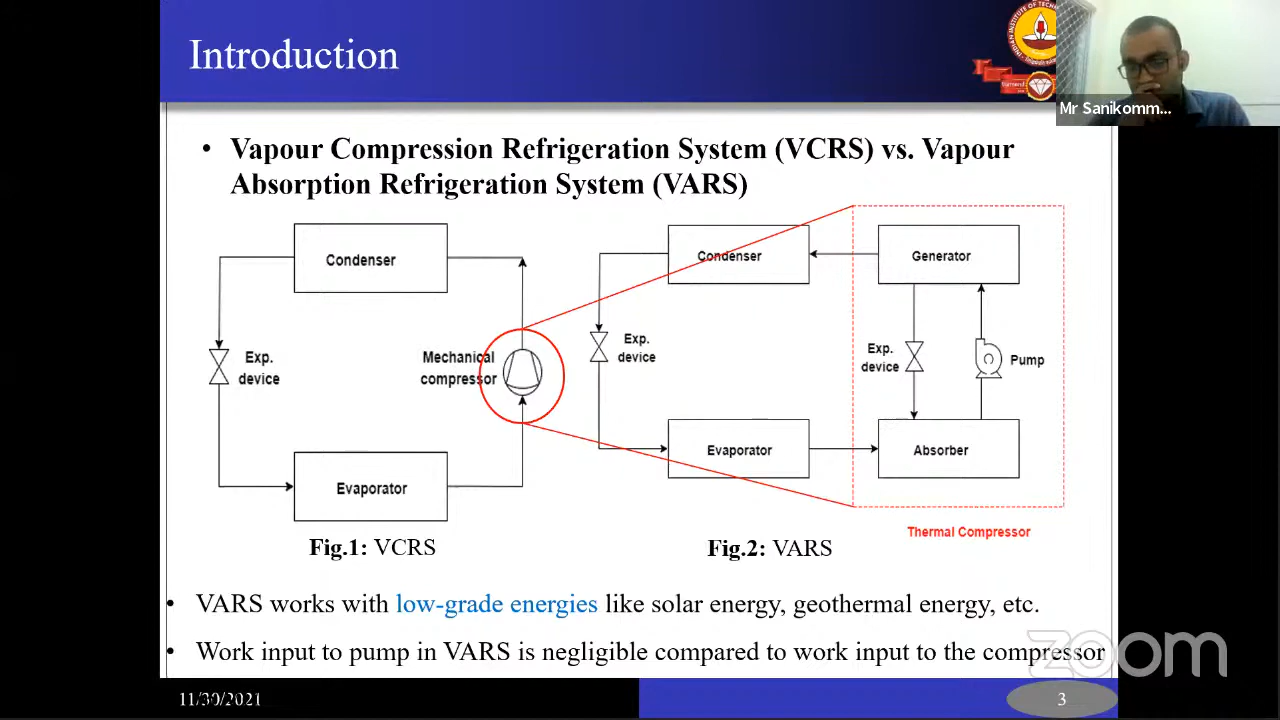 Introduction
Mr Sanikomm...
• Vapour Compression Refrigeration System (VCRS) vs. Vapour
Absorption Refrigeration System (VARS)
Condenser
Exp.
device
Mechanical
compressor
Evaporator
Fig.1: VCRS
Condenser
Generator
Exp.
device
Exp.
device
Pump
Evaporator
Absorber
Thermal Compressor
Fig.2: VARS
• VARS works with low-grade energies like solar energy, geothermal energy, etc.
• Work input to pump in VARS is negligible compared to work input to the compressor
zoom
11/30/2021
3